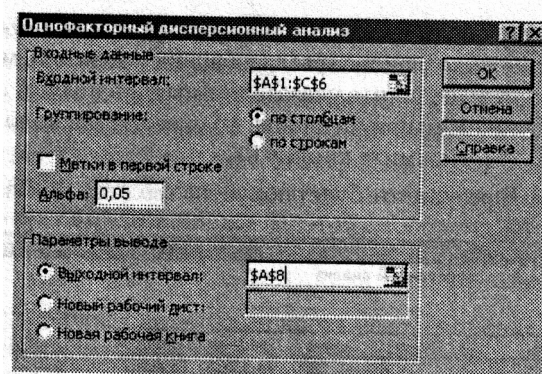 Однофакторный дисперсионный анализ
Входные данные
Входной интервал: $A$1:$C$6
Группирование: по столбцам
по строкам
Метки в первой строке
Альфа: 0,05
OK
Отмена
Справка
Параметры вывода
Выходной интервал: $A$8
Новый рабочий лист:
Новая рабочая книга